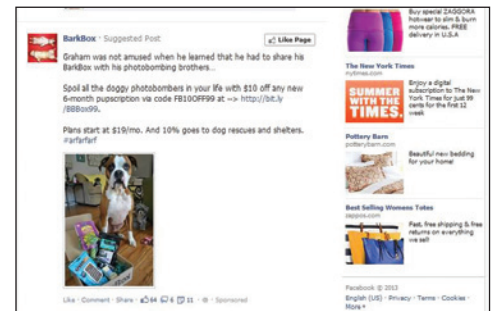 BarkBox · Suggested Post
Like Page
Graham was not amused when he learned that he had to share his
BarkBox with his photobombing brothers...
Spoil all the doggy photobombers in your life with $10 off any new
6-month pupscription via code FB10OFF99 at --> http://bit.ly
/BBBox99.
Plans start at $19/mo. And 10% goes to dog rescues and shelters.
#arfarfarf
Like · Comment · Share · 64 6 11 · Sponsored
Buy special ZAGGORA
hotwear to slim & burn
more calories. FREE
delivery in U.S.A
The New York Times
nytimes.com
SUMMER
WITH THE
TIMES.
Enjoy a digital
subscription to The New
York Times for just 99
cents for the first 12
week
Pottery Barn
potterybarn.com
Beautiful new bedding
for your home!
Best Selling Womens Totes
zappos.com
Fast, free shipping & free
returns on everything
we sell!
Facebook © 2013
English (US) · Privacy · Terms · Cookies ·
More